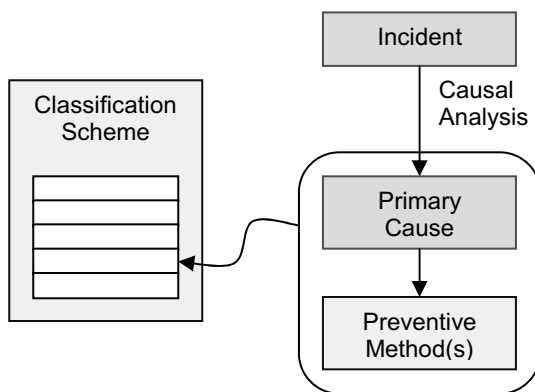 Incident
Classification
Scheme
Causal
Analysis
Primary
Cause
Preventive
Method(s)